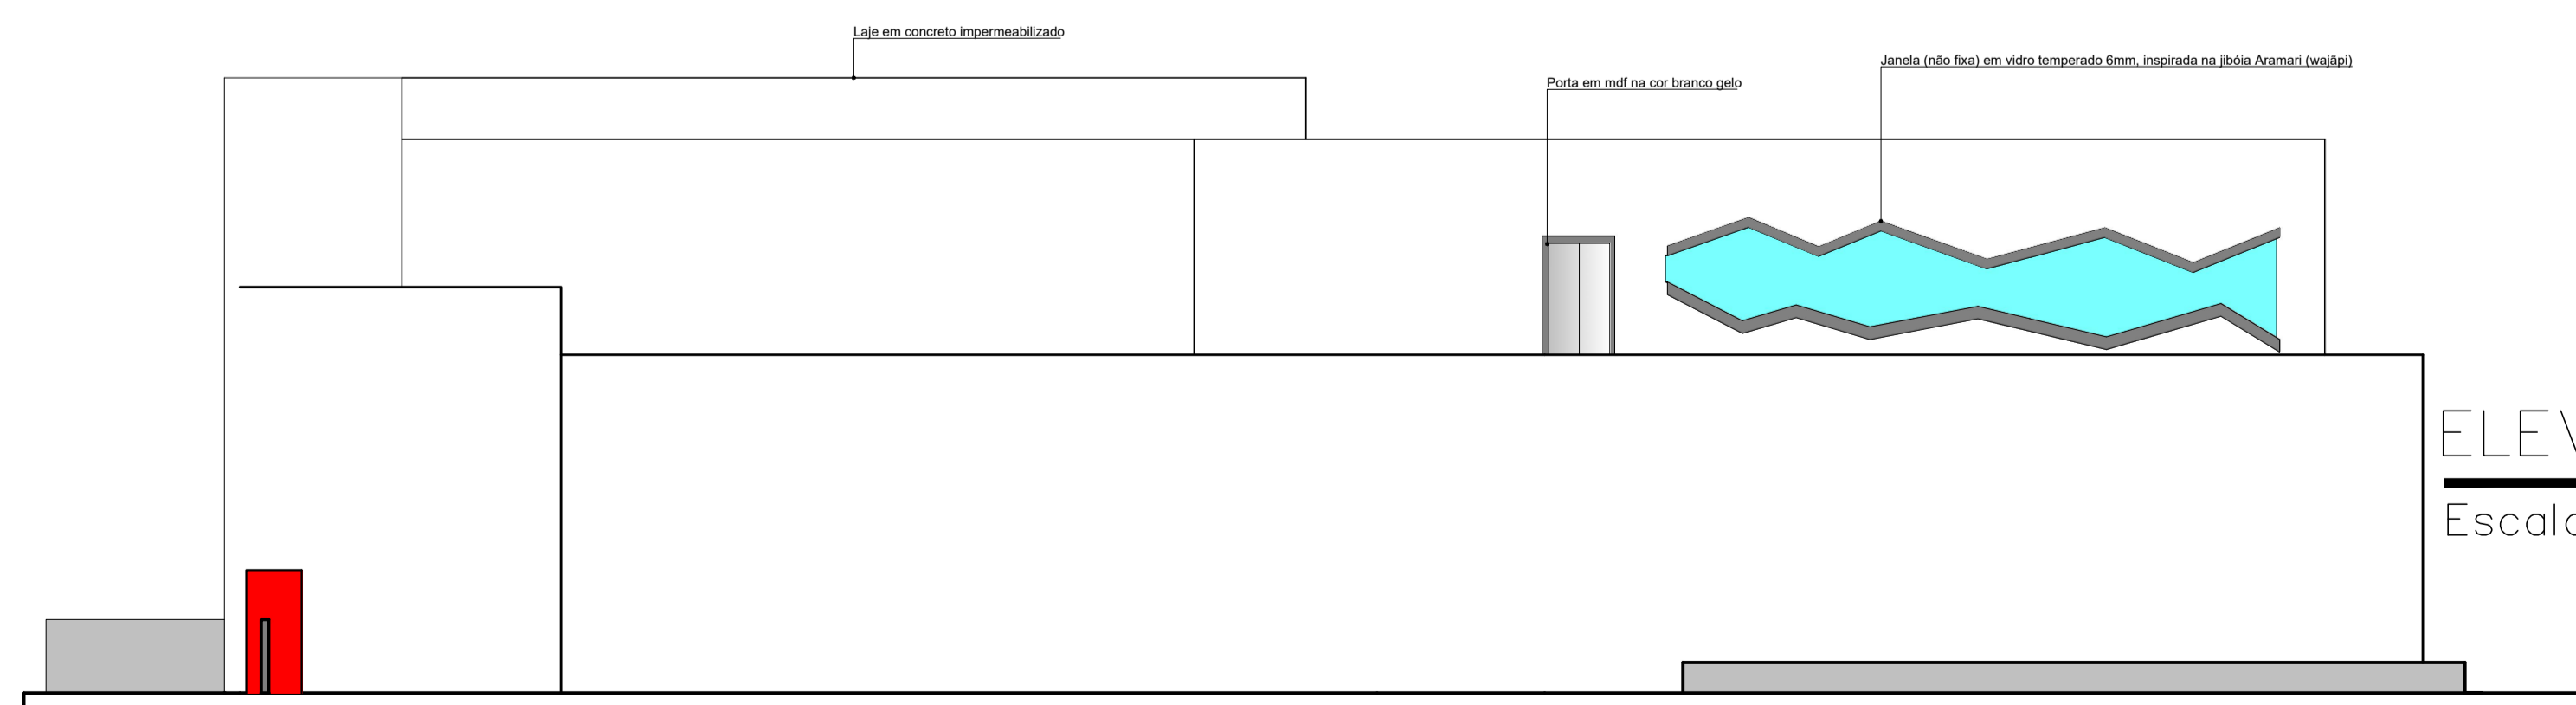 Laje em concreto impermeabilizado
Janela (não fixa) em vidro temperado 6mm, inspirada na jibóia Aramari (wajãpi)
Porta em mdf na cor branco gelo
ELEV
Escala